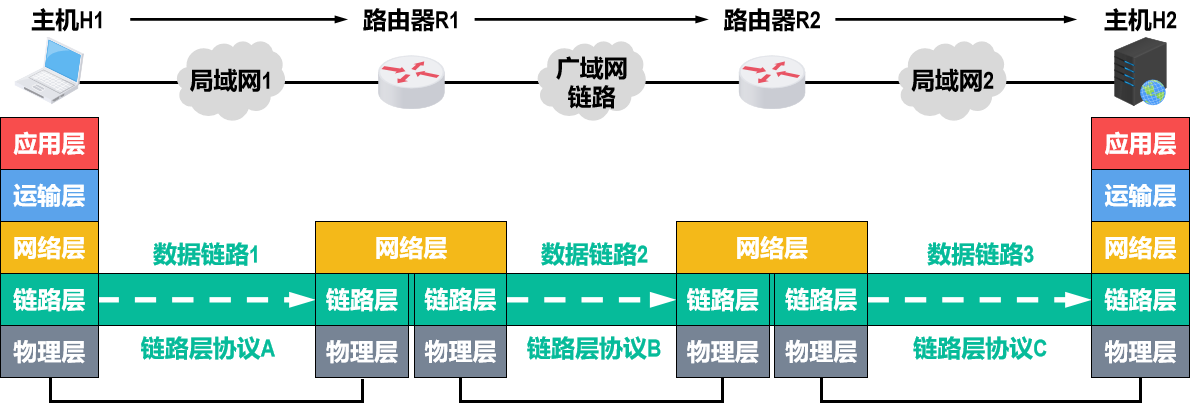 主机H1
路由器R1
路由器R2
主机H2
局域网1
广域网
链路
局域网2
应用层
应用层
运输层
运输层
网络层
数据链路1
网络层
数据链路2
网络层
数据链路3
网络层
链路层
链路层
链路层
链路层
链路层
链路层
物理层
链路层协议A
物理层
物理层
链路层协议B
物理层
物理层
链路层协议C
物理层